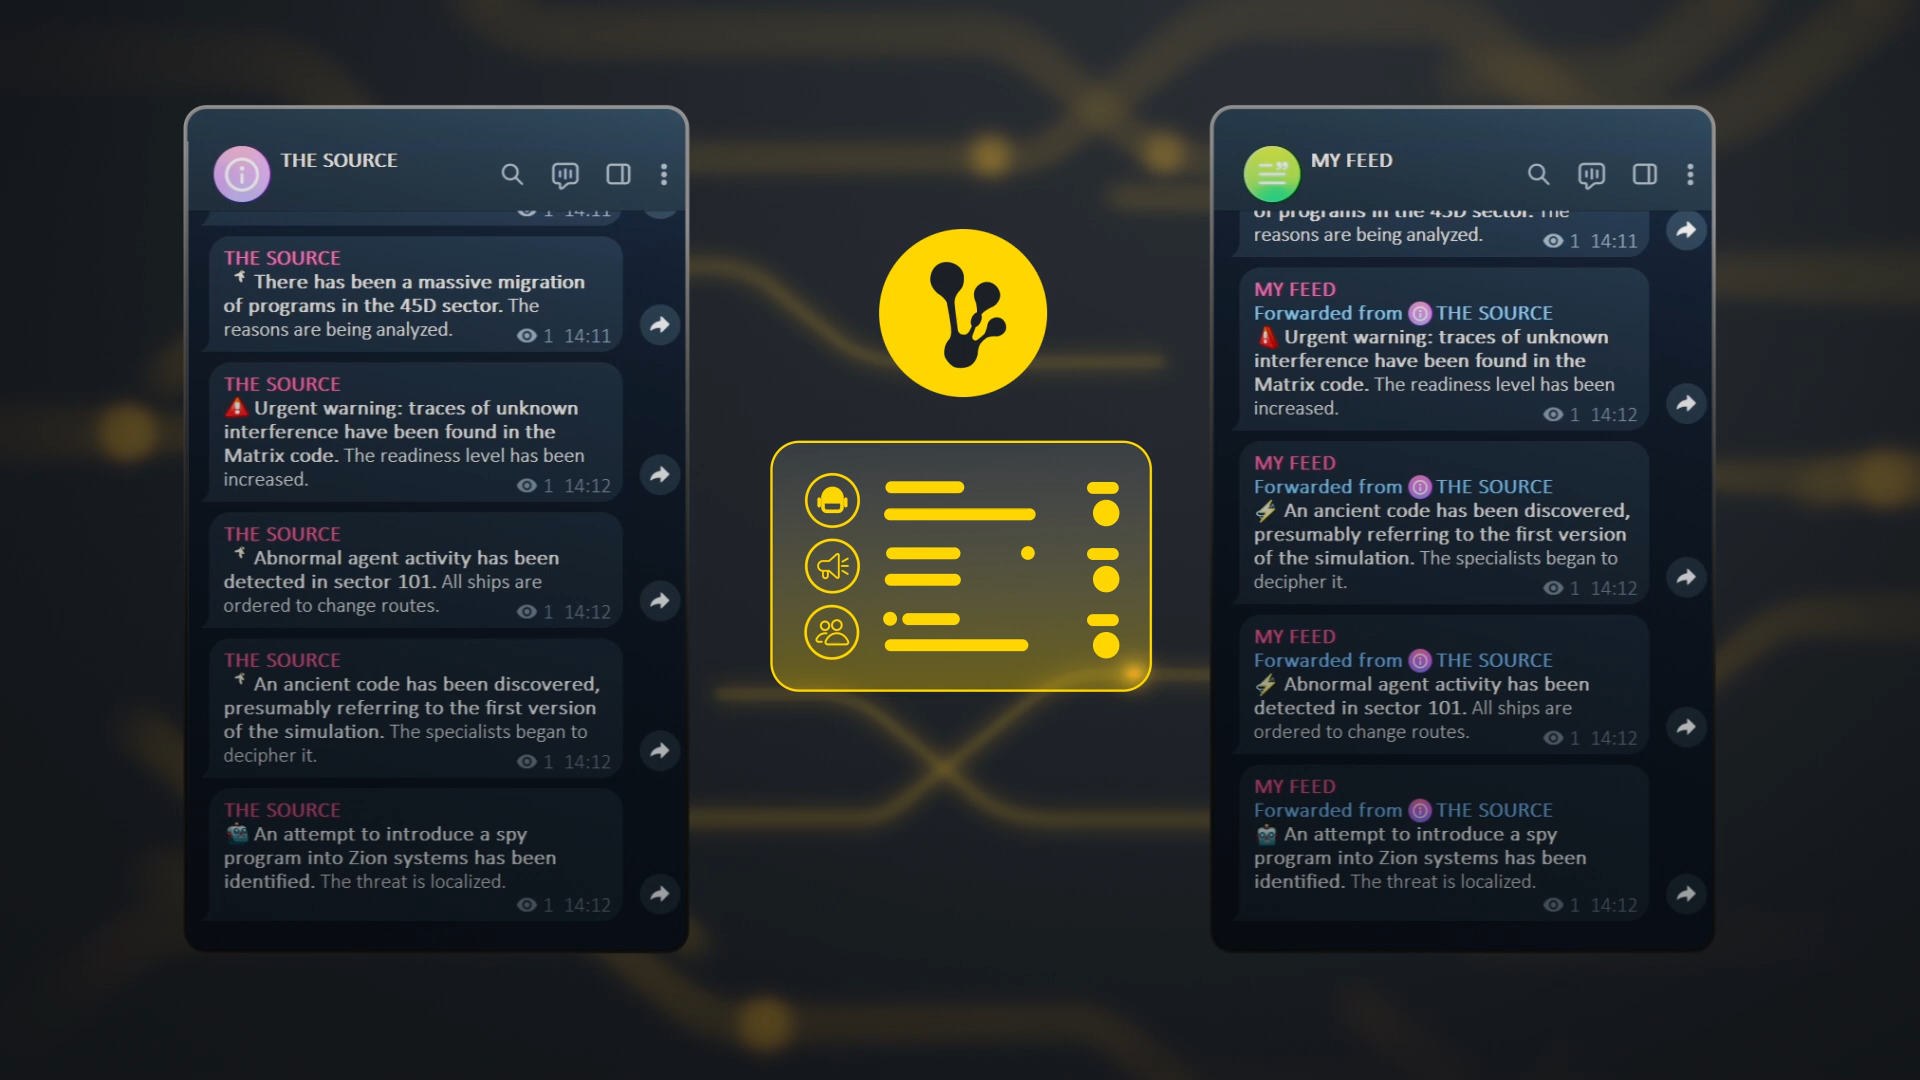 THE SOURCE
1 14:11
THE SOURCE
There has been a massive migration
of programs in the 45D sector. The
reasons are being analyzed.
1 14:11
THE SOURCE
Urgent warning: traces of unknown
interference have been found in the
Matrix code. The readiness level has been
increased.
1 14:12
THE SOURCE
Abnormal agent activity has been
detected in sector 101. All ships are
ordered to change routes.
1 14:12
THE SOURCE
An ancient code has been discovered,
presumably referring to the first version
of the simulation. The specialists began to
decipher it.
1 14:12
THE SOURCE
An attempt to introduce a spy
program into Zion systems has been
identified. The threat is localized.
1 14:12
MY FEED
of programs in the 45D sector. The
reasons are being analyzed.
1 14:11
MY FEED
Forwarded from THE SOURCE
Urgent warning: traces of unknown
interference have been found in the
Matrix code. The readiness level has been
increased.
1 14:12
MY FEED
Forwarded from THE SOURCE
An ancient code has been discovered,
presumably referring to the first version
of the simulation. The specialists began to
decipher it.
1 14:12
MY FEED
Forwarded from THE SOURCE
Abnormal agent activity has been
detected in sector 101. All ships are
ordered to change routes.
1 14:12
MY FEED
Forwarded from THE SOURCE
An attempt to introduce a spy
program into Zion systems has been
identified. The threat is localized.
1 14:12